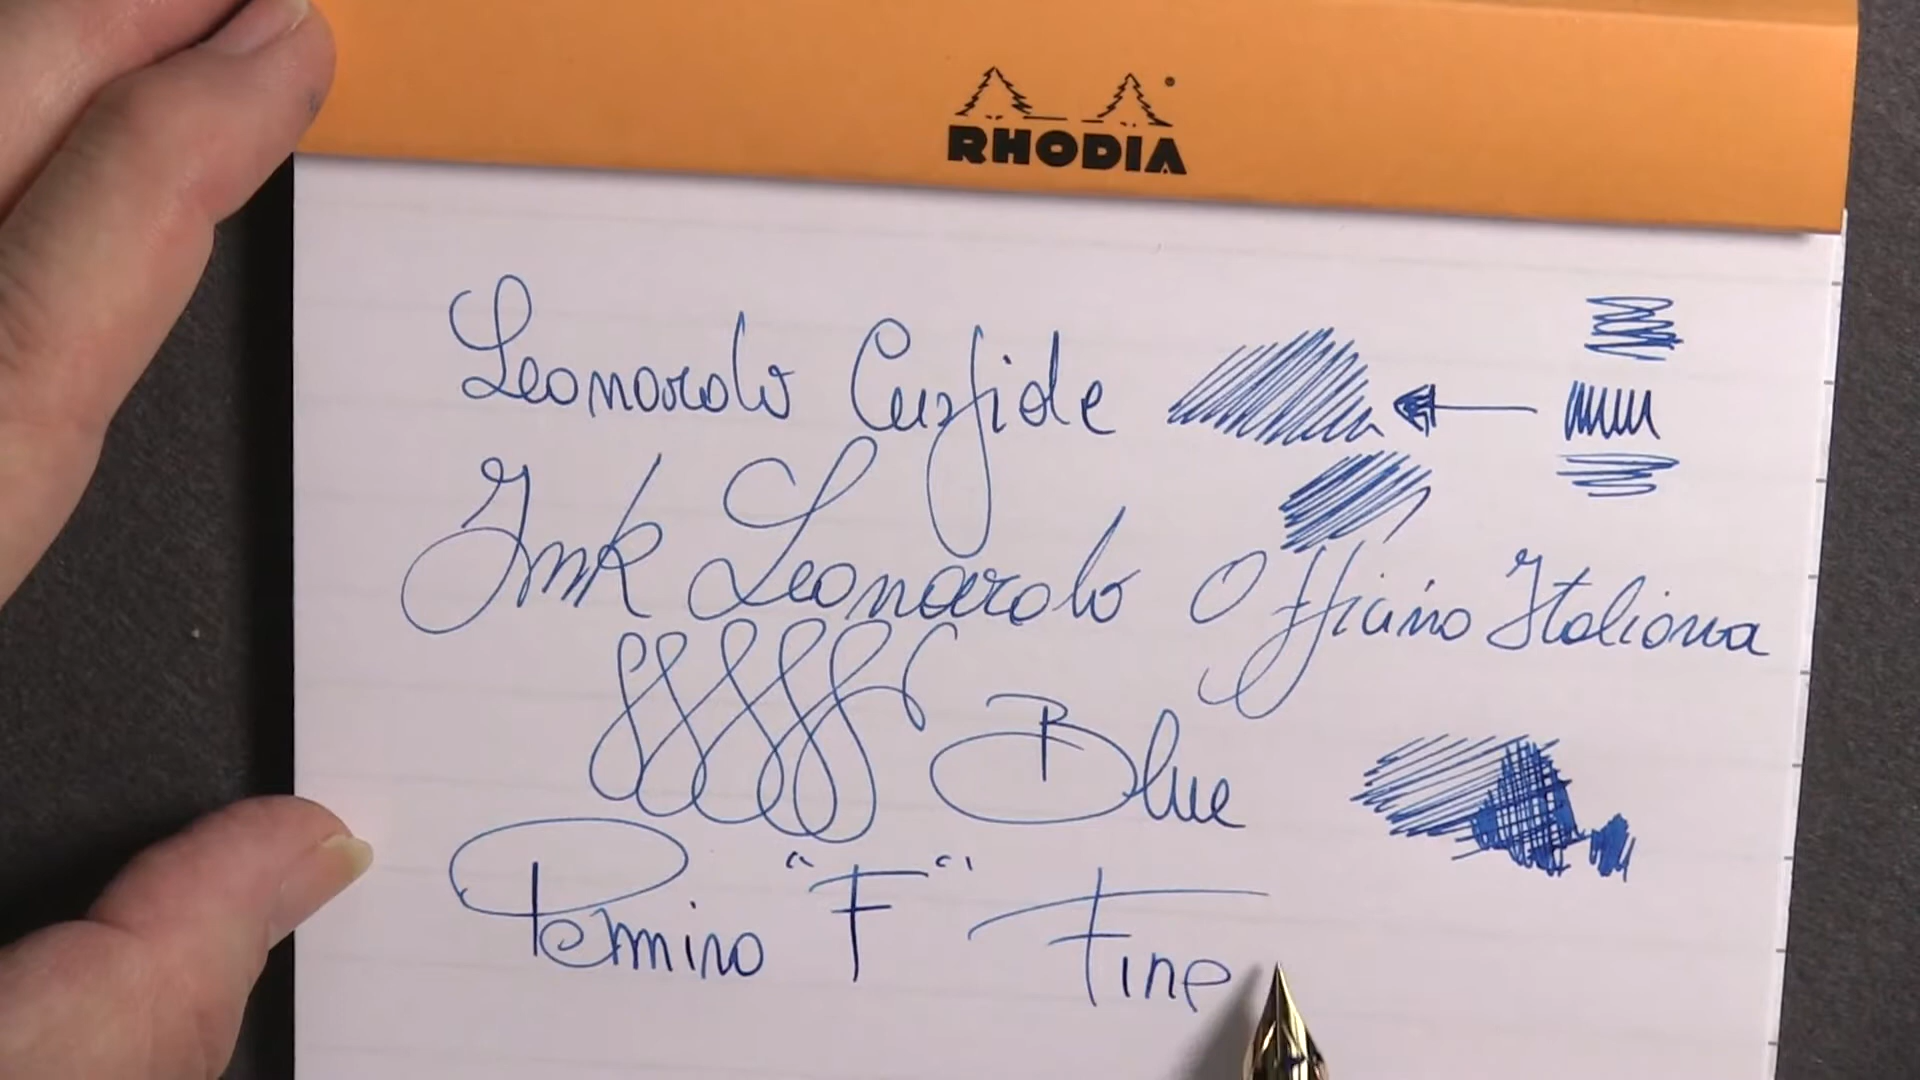 RHODIA
Leonardo Cuzfide
Ink Leonardo Officina Italiana
Blue
Pennino "F" Fine